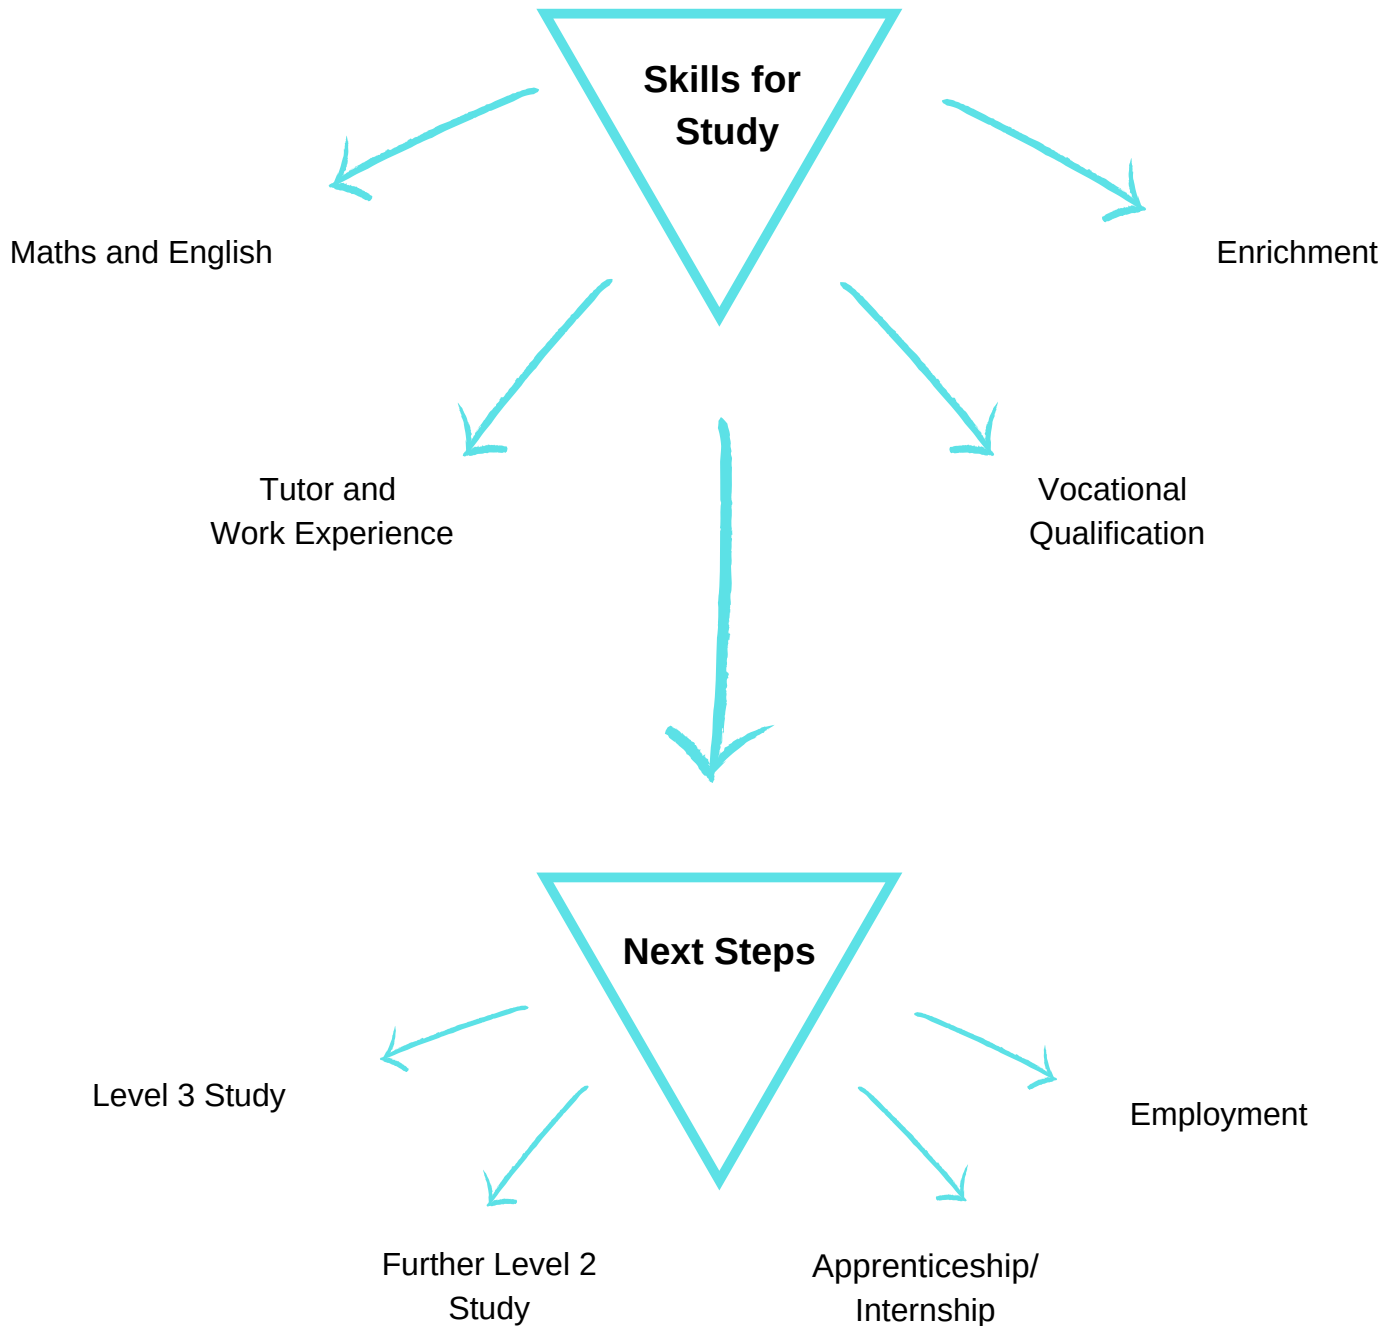 Skills for
Study
Maths and English
Enrichment
Tutor and
Work Experience
Vocational
Qualification
Next Steps
Level 3 Study
Employment
Further Level 2
Study
Apprenticeship/
Internship